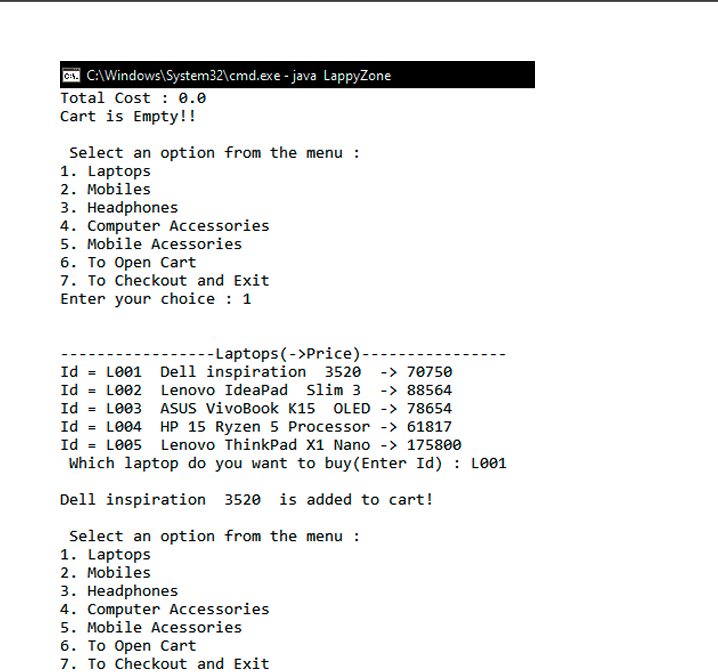 C:\Windows\System32\cmd.exe - java LappyZone
Total Cost : 0.0
Cart is Empty!!
Select an option from the menu :
1. Laptops
2. Mobiles
3. Headphones
4. Computer Accessories
5. Mobile Acessories
6. To Open Cart
7. To Checkout and Exit
Enter your choice : 1
-----------------Laptops(->Price)----------------
Id = L001  Dell inspiration  3520  -> 70750
Id = L002  Lenovo IdeaPad  Slim 3  -> 88564
Id = L003  ASUS VivoBook K15  OLED -> 78654
Id = L004  HP 15 Ryzen 5 Processor -> 61817
Id = L005  Lenovo ThinkPad X1 Nano -> 175800
Which laptop do you want to buy(Enter Id) : L001
Dell inspiration  3520  is added to cart!
Select an option from the menu :
1. Laptops
2. Mobiles
3. Headphones
4. Computer Accessories
5. Mobile Acessories
6. To Open Cart
7. To Checkout and Exit